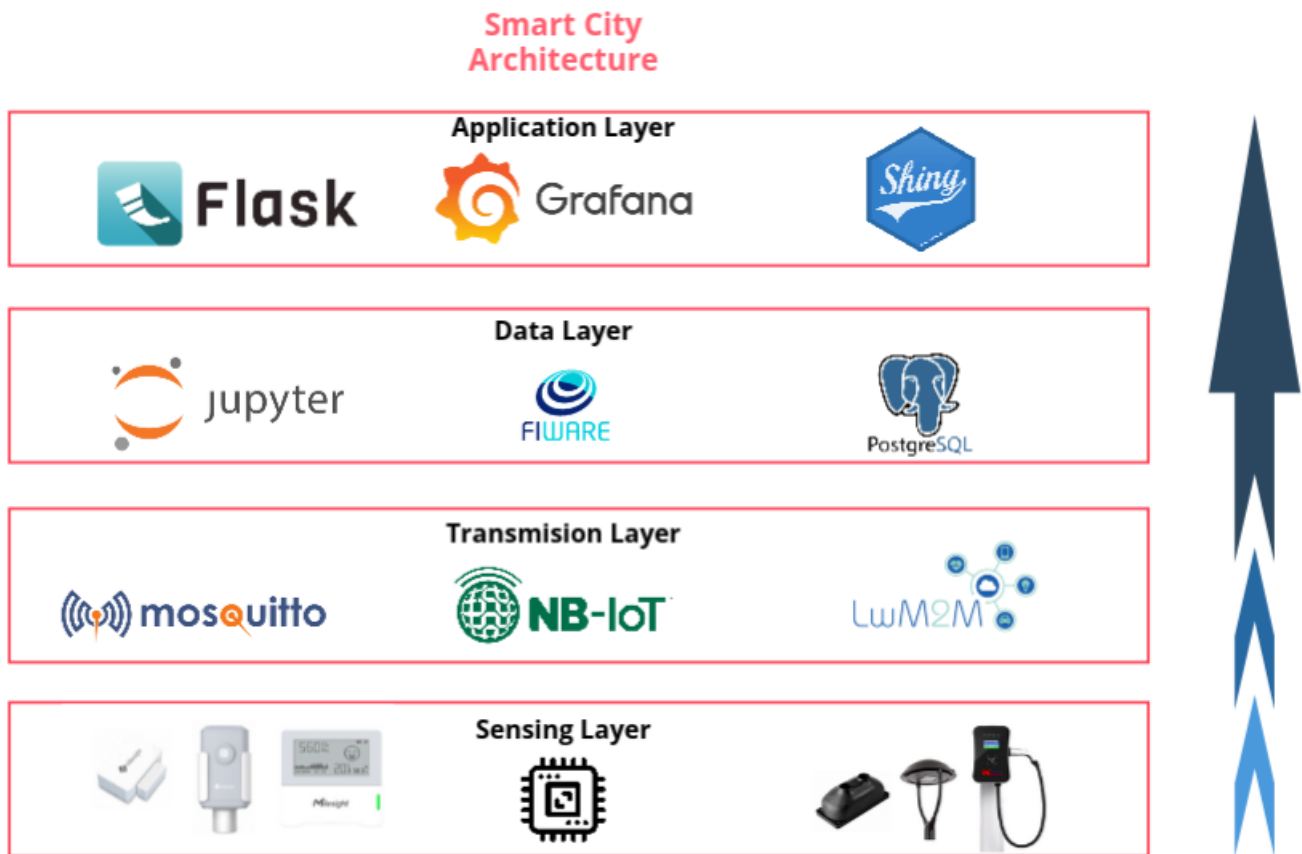 Smart City
Architecture
Application Layer
Flask
Grafana
Shiny
Data Layer
jupyter
FIWARE
PostgreSQL
Transmision Layer
mosquitto
NB-IoT
LwM2M
Sensing Layer
Milesight